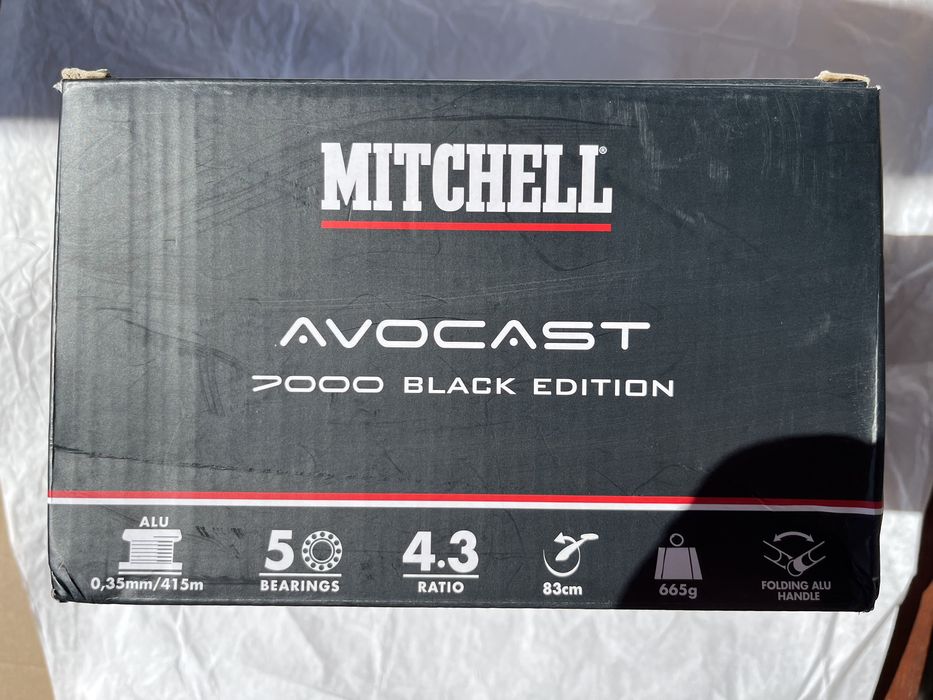 MITCHELL®
AVOCAST
7000 BLACK EDITION
ALU
0,35mm/415m
5
BEARINGS
4.3
RATIO
83cm
665g
FOLDING ALU
HANDLE